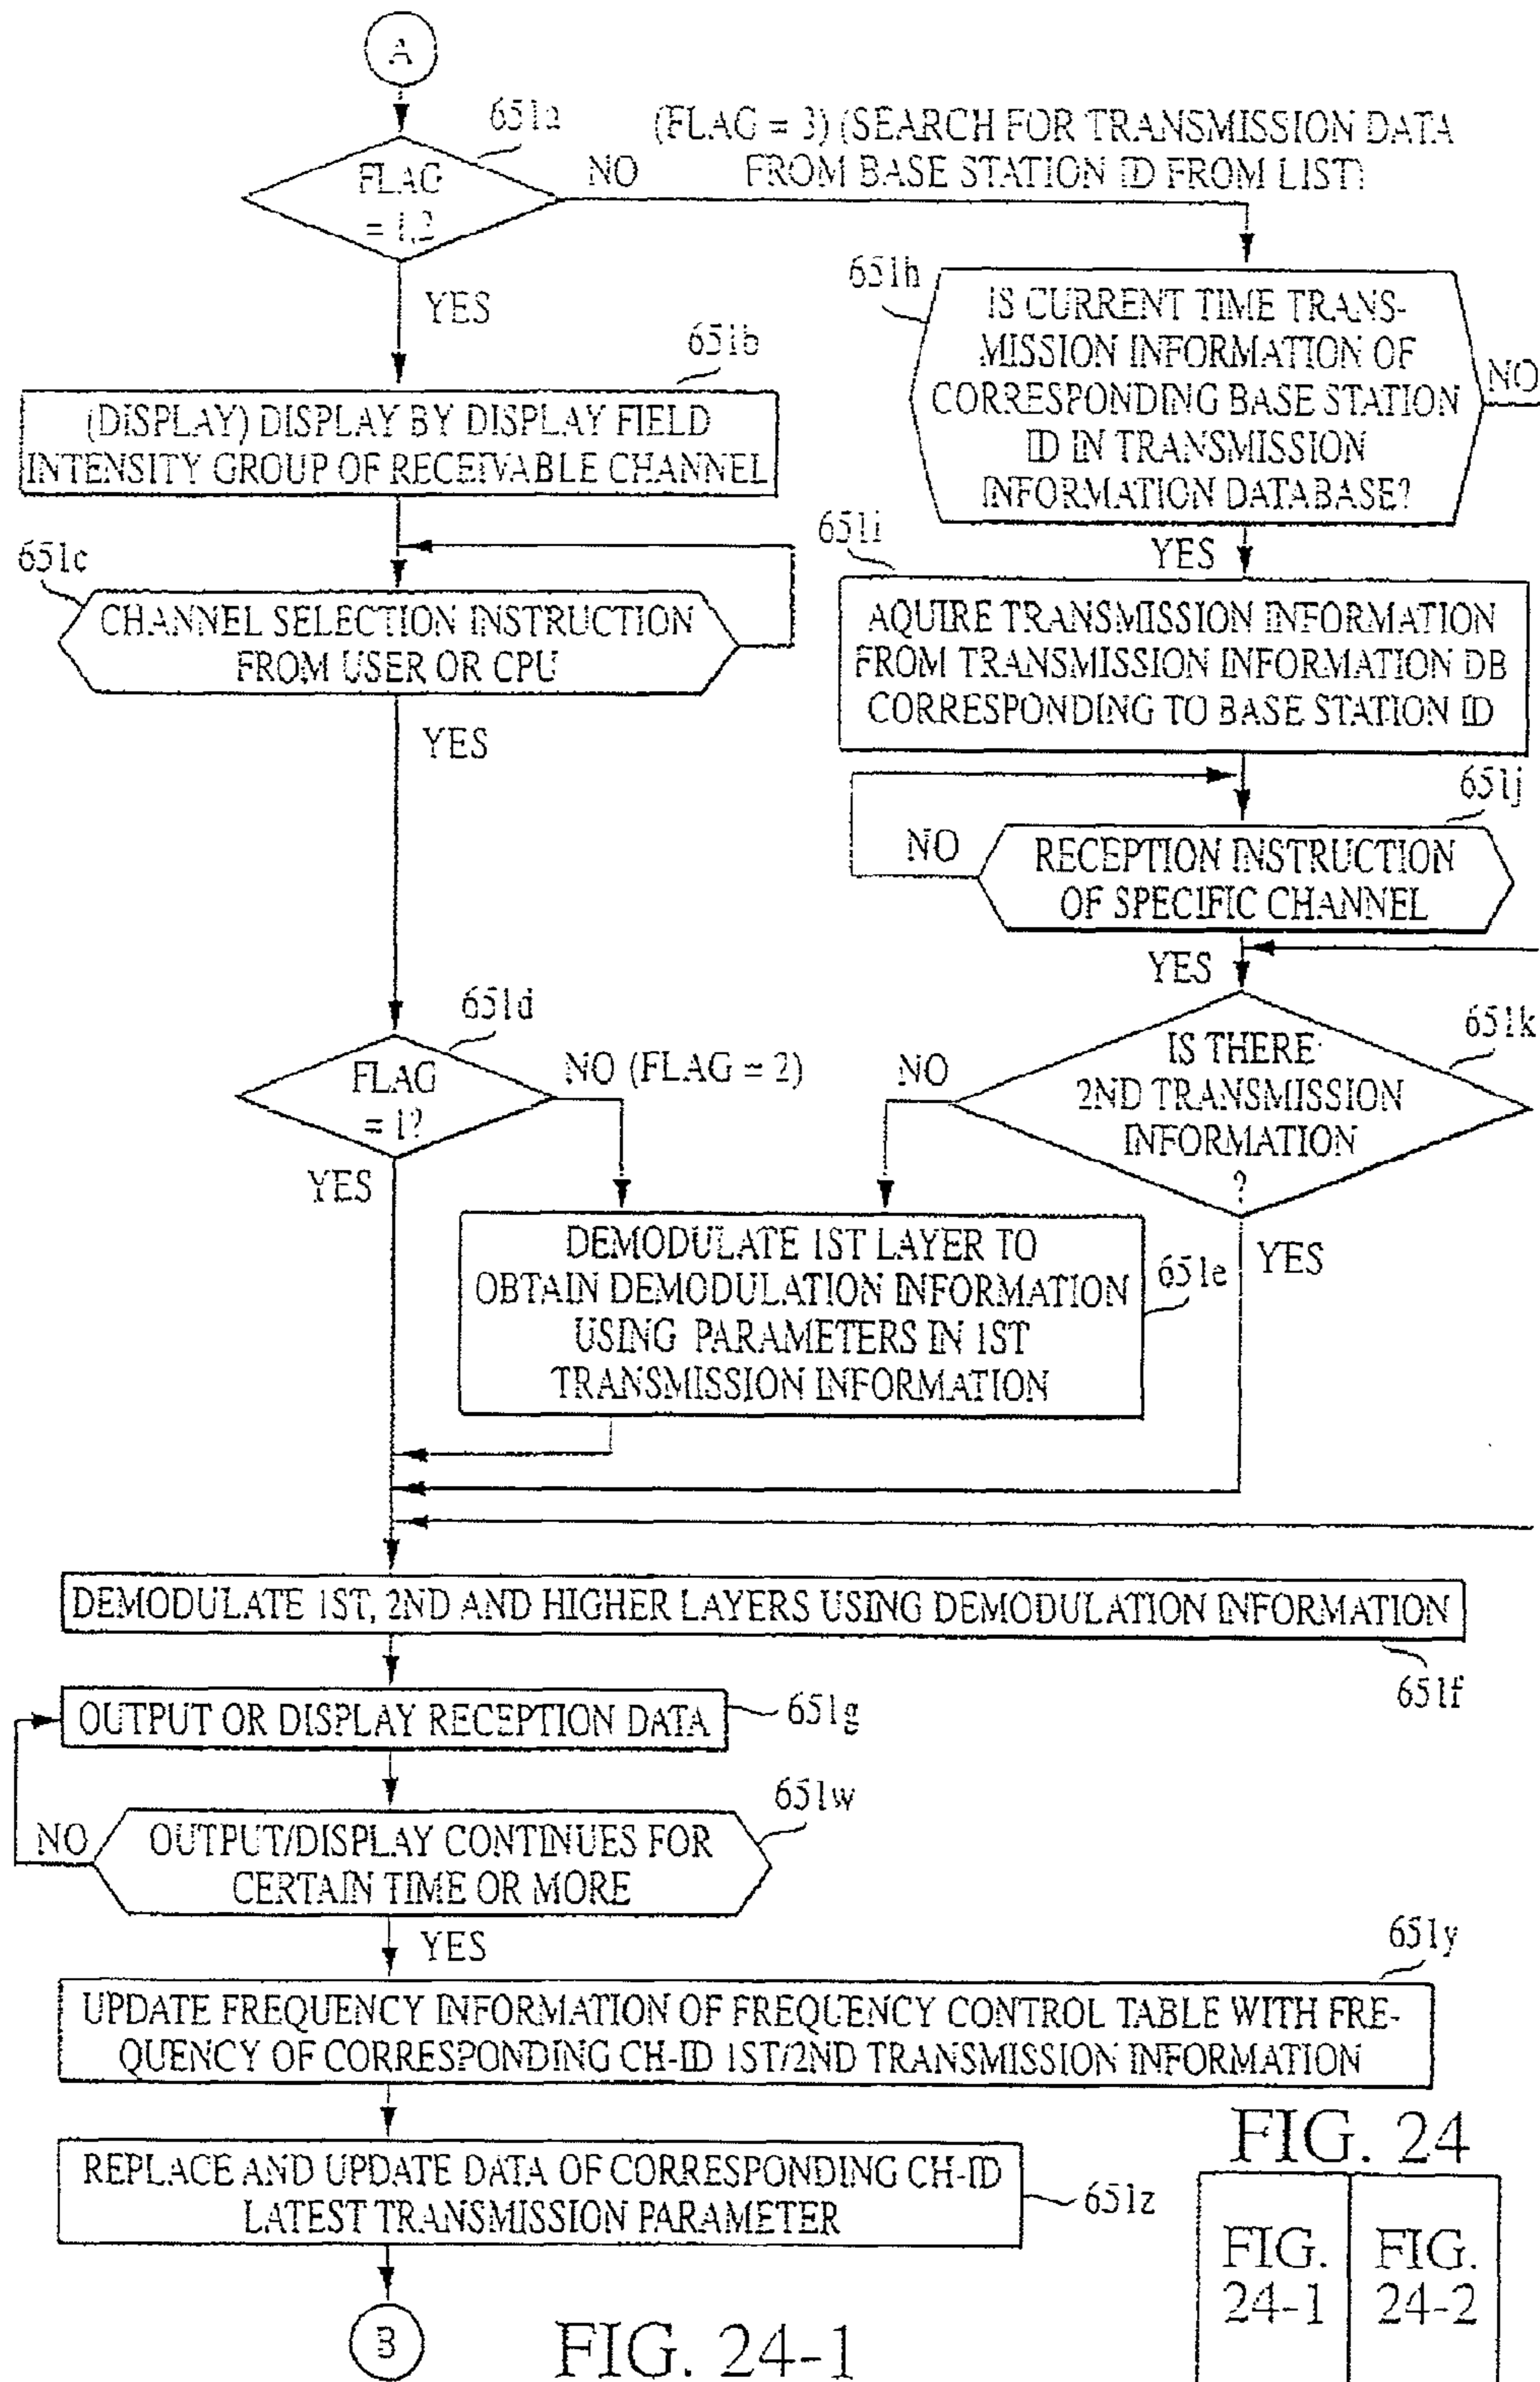 A
651a
(FLAG = 3) (SEARCH FOR TRANSMISSION DATA
FROM BASE STATION ID FROM LIST)
FLAG
= 1,2
NO
YES
651b
(DISPLAY) DISPLAY BY DISPLAY FIELD
INTENSITY GROUP OF RECEIVABLE CHANNEL
651c
CHANNEL SELECTION INSTRUCTION
FROM USER OR CPU
YES
651h
IS CURRENT TIME TRANS-
MISSION INFORMATION OF
CORRESPONDING BASE STATION
ID IN TRANSMISSION
INFORMATION DATABASE?
NO
YES
651i
AQUIRE TRANSMISSION INFORMATION
FROM TRANSMISSION INFORMATION DB
CORRESPONDING TO BASE STATION ID
651j
NO
RECEPTION INSTRUCTION
OF SPECIFIC CHANNEL
YES
651d
FLAG
= 1?
NO (FLAG = 2)
YES
651k
IS THERE
2ND TRANSMISSION
INFORMATION
?
NO
YES
DEMODULATE 1ST LAYER TO
OBTAIN DEMODULATION INFORMATION
USING PARAMETERS IN 1ST
TRANSMISSION INFORMATION
651e
DEMODULATE 1ST, 2ND AND HIGHER LAYERS USING DEMODULATION INFORMATION
651f
OUTPUT OR DISPLAY RECEPTION DATA
651g
651w
NO
OUTPUT/DISPLAY CONTINUES FOR
CERTAIN TIME OR MORE
YES
651y
UPDATE FREQUENCY INFORMATION OF FREQUENCY CONTROL TABLE WITH FRE-
QUENCY OF CORRESPONDING CH-ID 1ST/2ND TRANSMISSION INFORMATION
REPLACE AND UPDATE DATA OF CORRESPONDING CH-ID
LATEST TRANSMISSION PARAMETER
651z
B
FIG. 24-1
FIG. 24
FIG.
24-1
FIG.
24-2